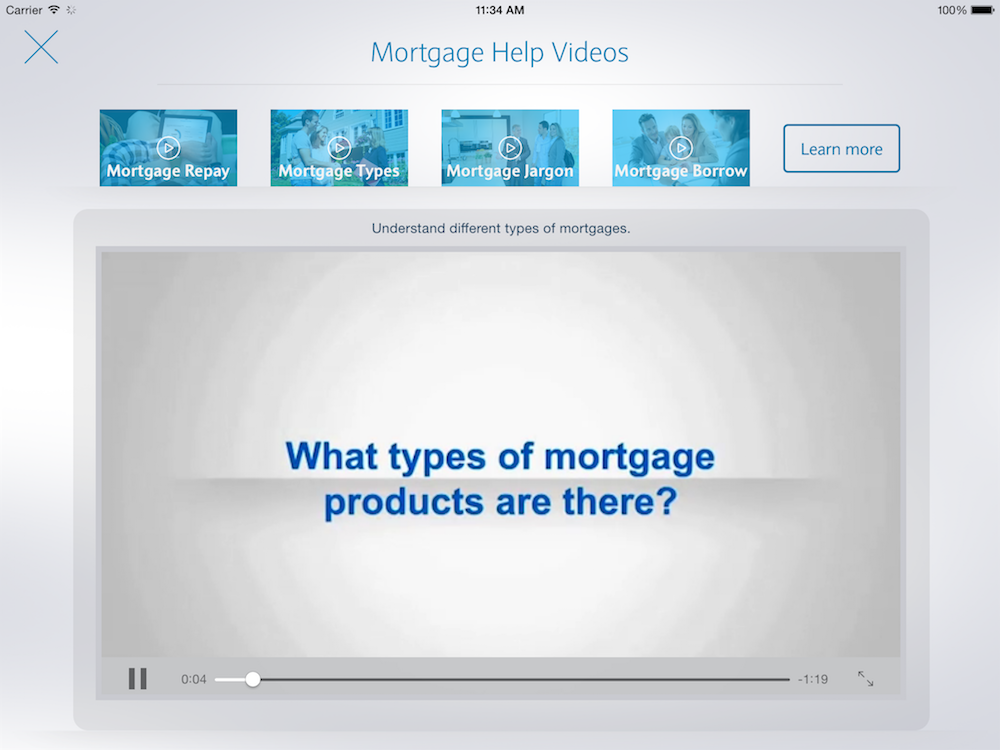 Carrier 11:34 AM 100%
Mortgage Help Videos
Mortgage Repay Mortgage Types Mortgage Jargon Mortgage Borrow Learn more
Understand different types of mortgages.
What types of mortgage
products are there?
0:04 -1:19